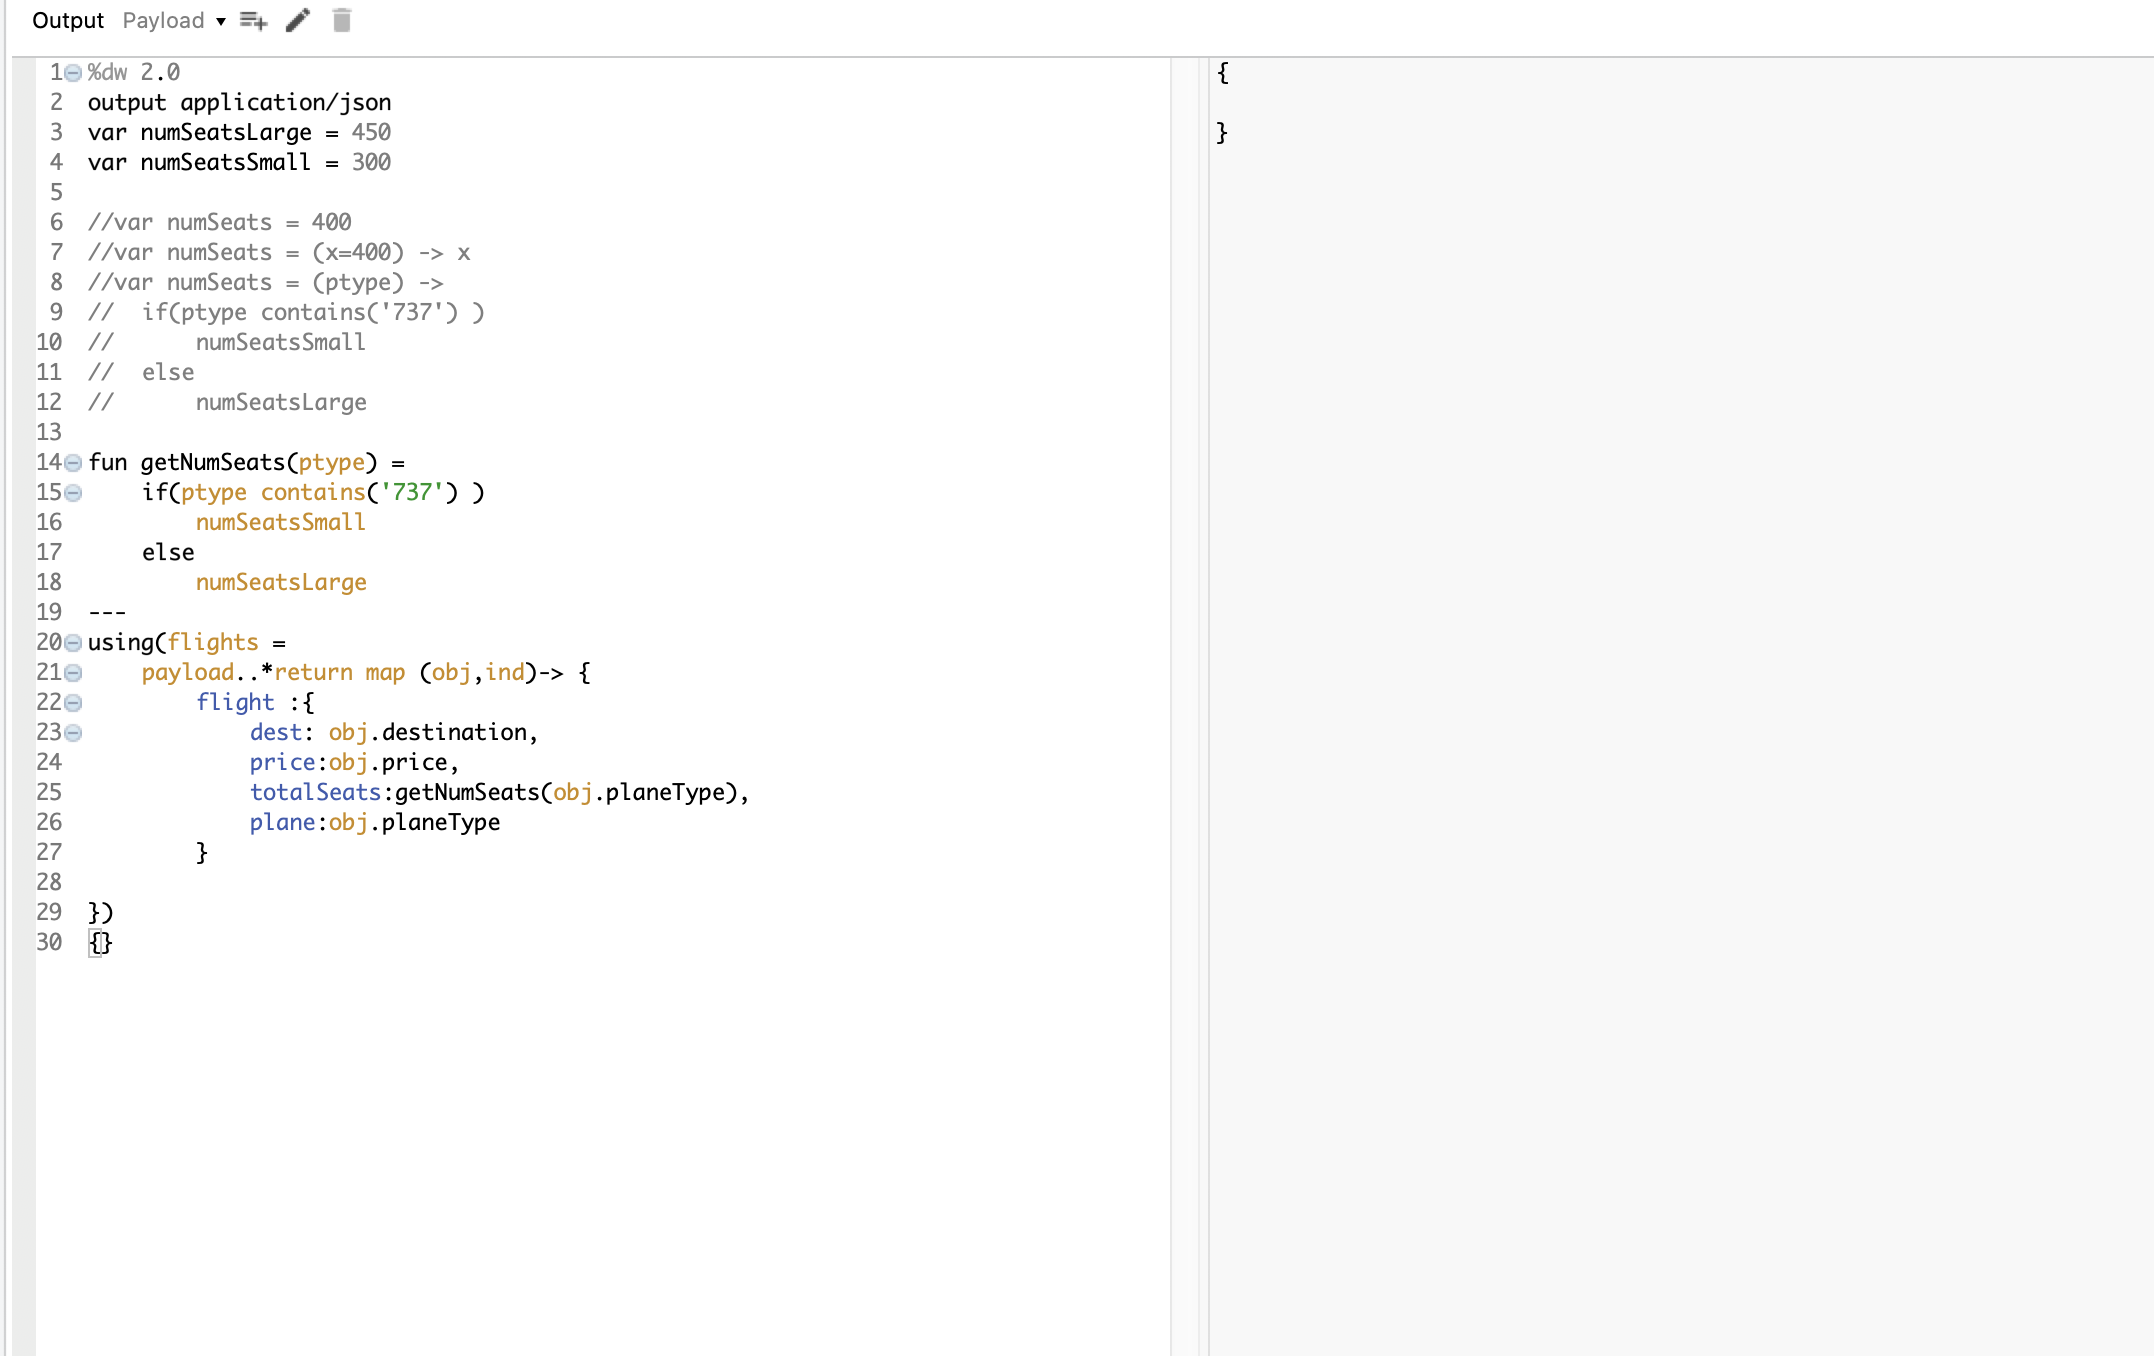 Output Payload
1 %dw 2.0
2 output application/json
3 var numSeatsLarge = 450
4 var numSeatsSmall = 300
5
6 //var numSeats = 400
7 //var numSeats = (x=400) -> x
8 //var numSeats = (ptype) ->
9 //  if(ptype contains('737') )
10 //      numSeatsSmall
11 //  else
12 //      numSeatsLarge
13
14 fun getNumSeats(ptype) =
15     if(ptype contains('737') )
16         numSeatsSmall
17     else
18         numSeatsLarge
19 ---
20 using(flights =
21     payload..*return map (obj,ind)-> {
22         flight :{
23             dest: obj.destination,
24             price:obj.price,
25             totalSeats:getNumSeats(obj.planeType),
26             plane:obj.planeType
27         }
28
29 })
30 {}
{
}